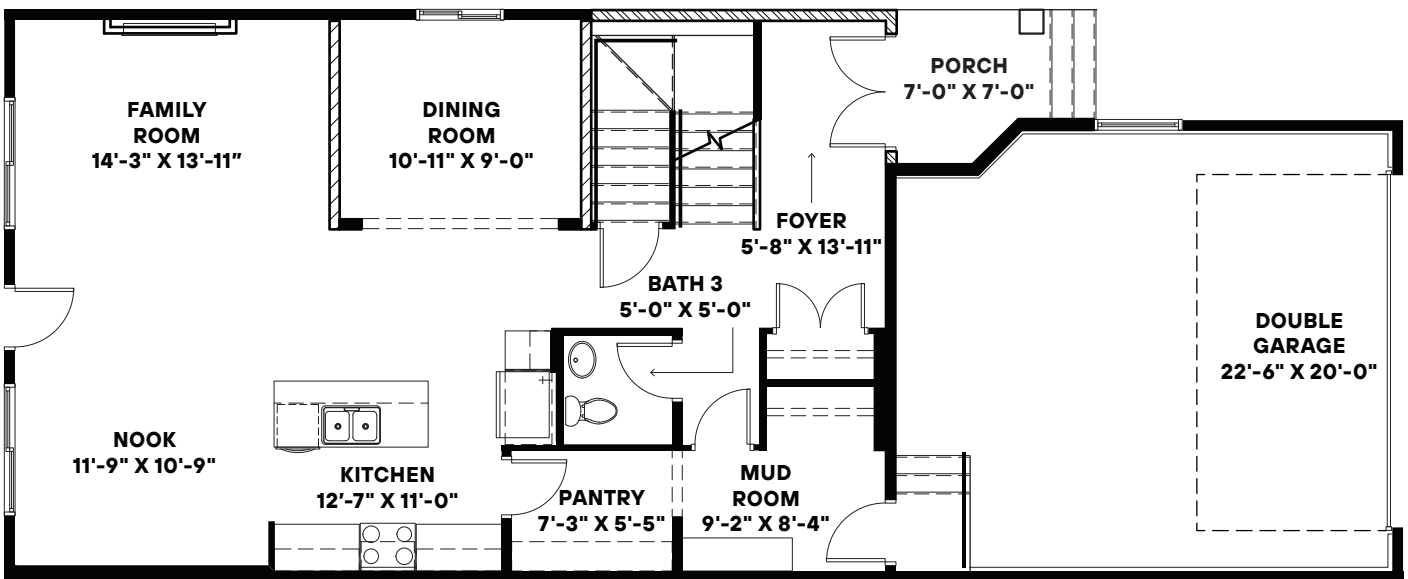 FAMILY
ROOM
14'-3" X 13'-11"
DINING
ROOM
10'-11" X 9'-0"
PORCH
7'-0" X 7'-0"
FOYER
5'-8" X 13'-11"
BATH 3
5'-0" X 5'-0"
DOUBLE
GARAGE
22'-6" X 20'-0"
NOOK
11'-9" X 10'-9"
KITCHEN
12'-7" X 11'-0"
PANTRY
7'-3" X 5'-5"
MUD
ROOM
9'-2" X 8'-4"